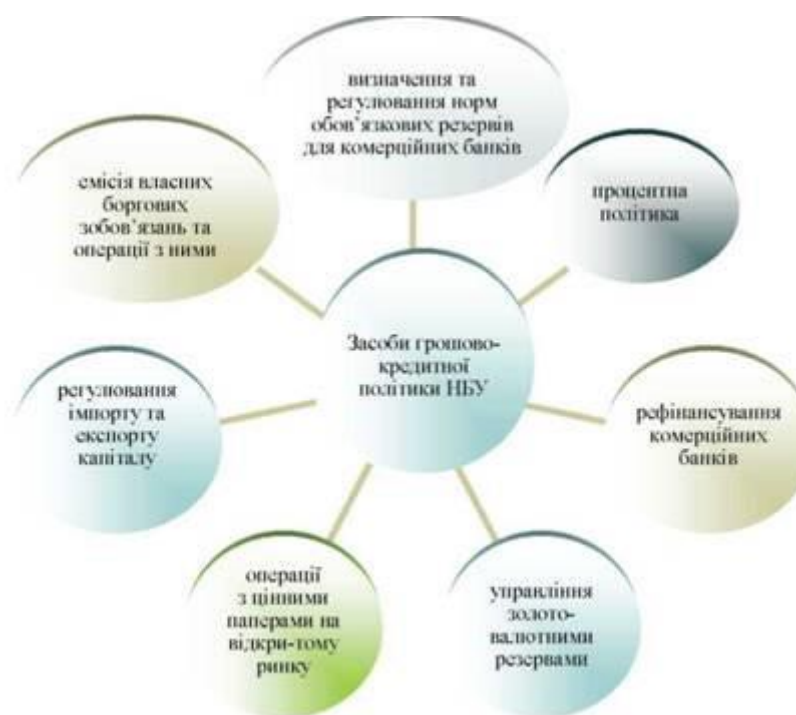 визначення та
регулювання норм
обов’язкових резервів
для комерційних банків
процентна
політика
рефінансування
комерційних
банків
управління
золото-
валютними
резервами
операції
з цінними
паперами на
відкри-тому
ринку
регулювання
імпорту та
експорту
капіталу
емісія власних
боргових
зобов’язань та
операції з ними
Засоби грошово-
кредитної
політики НБУ